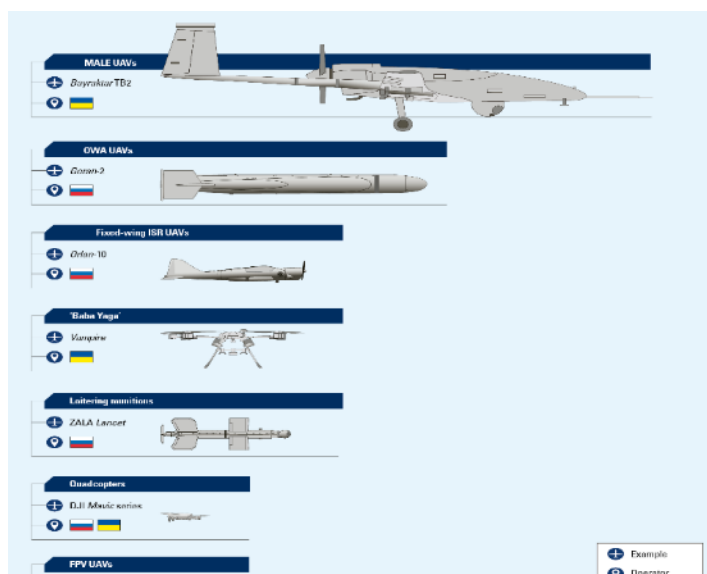 MALE UAVs
Bayraktar TB2
OWA UAVs
Geran-2
Fixed-wing ISR UAVs
Orlan-10
'Baba Yaga'
Vampire
Loitering munitions
ZALA Lancet
Quadcopters
DJI Mavic series
FPV UAVs
Example
Operator